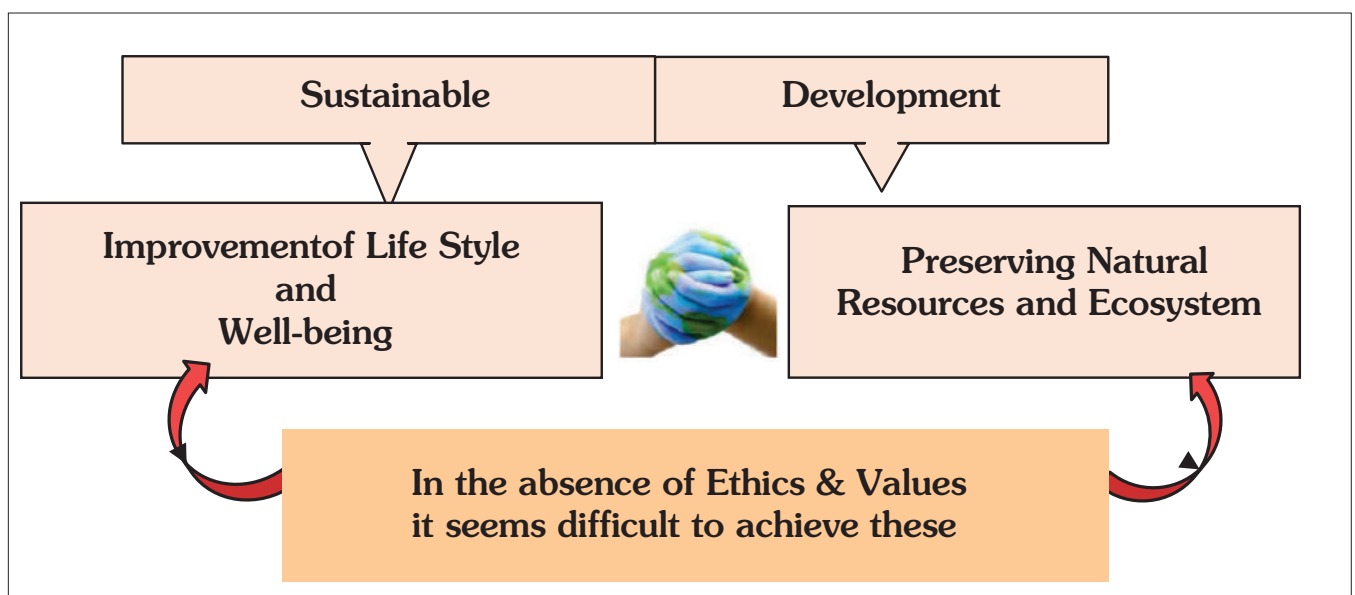 Sustainable
Development
Improvementof Life Style
and
Well-being
Preserving Natural
Resources and Ecosystem
In the absence of Ethics & Values
it seems difficult to achieve these